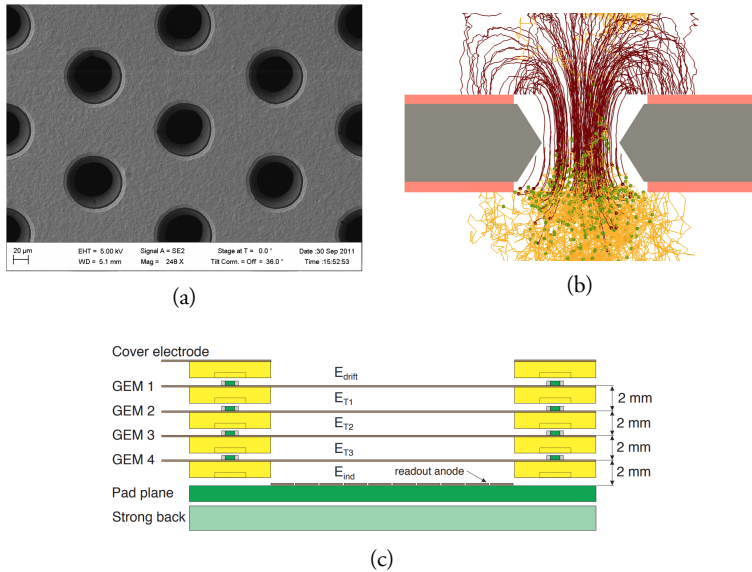 20 µm
EHT = 5.00 kV
WD = 5.1 mm
Signal A = SE2
Mag = 248 X
Stage at T = 0.0 °
Tilt Corrn. = Off = 36.0 °
Date :30 Sep 2011
Time :15:52:53
(a)
(b)
Cover electrode
E_drift
GEM 1
E_T1
2 mm
GEM 2
E_T2
2 mm
GEM 3
E_T3
2 mm
GEM 4
E_ind
readout anode
2 mm
Pad plane
Strong back
(c)